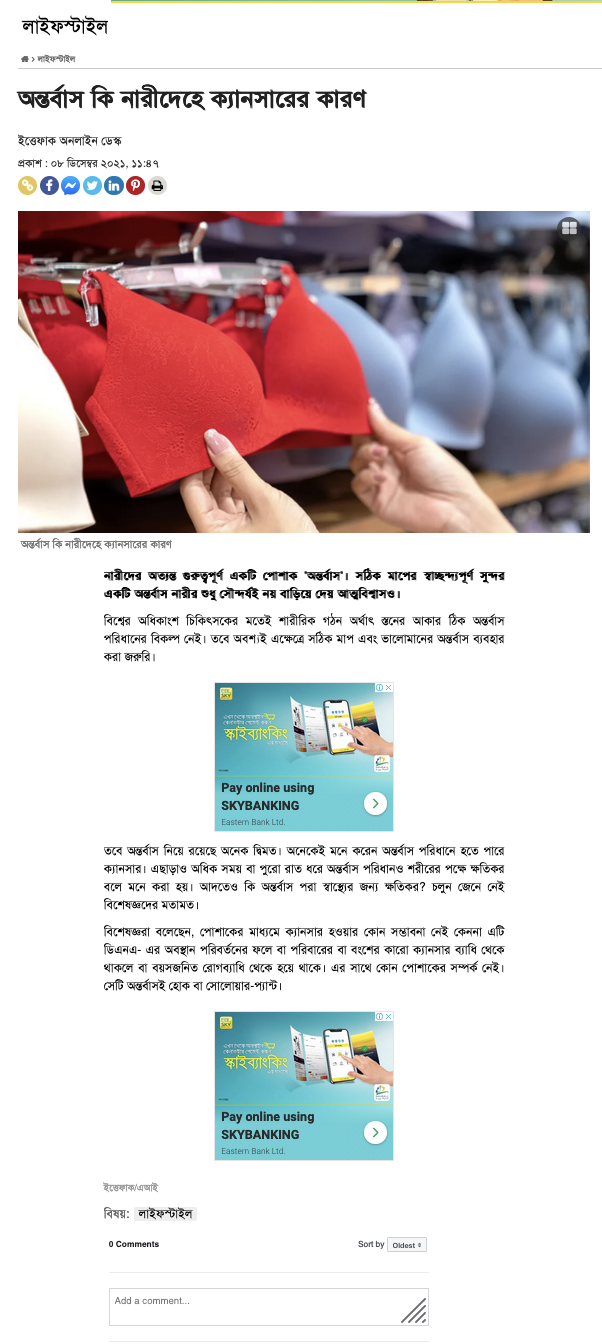 লাইফস্টাইল
> লাইফস্টাইল
অন্তর্বাস কি নারীদেহে ক্যানসারের কারণ
ইত্তেফাক অনলাইন ডেস্ক
প্রকাশ : ০৮ ডিসেম্বর ২০২১, ১১:৪৭
অন্তর্বাস কি নারীদেহে ক্যানসারের কারণ
নারীদের অত্যন্ত গুরুত্বপূর্ণ একটি পোশাক 'অন্তর্বাস'। সঠিক মাপের স্বাচ্ছন্দ্যপূর্ণ সুন্দর
একটি অন্তর্বাস নারীর শুধু সৌন্দর্যই নয় বাড়িয়ে দেয় আত্মবিশ্বাসও।
বিশ্বের অধিকাংশ চিকিৎসকের মতেই শারীরিক গঠন অর্থাৎ স্তনের আকার ঠিক অন্তর্বাস
পরিধানের বিকল্প নেই। তবে অবশ্যই এক্ষেত্রে সঠিক মাপ এবং ভালোমানের অন্তর্বাস ব্যবহার
করা জরুরি।
SKY
স্কাইব্যাংকিং
Pay online using
SKYBANKING
Eastern Bank Ltd.
তবে অন্তর্বাস নিয়ে রয়েছে অনেক দ্বিমত। অনেকেই মনে করেন অন্তর্বাস পরিধানে হতে পারে
ক্যানসার। এছাড়াও অধিক সময় বা পুরো রাত ধরে অন্তর্বাস পরিধানও শরীরের পক্ষে ক্ষতিকর
বলে মনে করা হয়। আদতেও কি অন্তর্বাস পরা স্বাস্থ্যের জন্য ক্ষতিকর? চলুন জেনে নেই
বিশেষজ্ঞদের মতামত।
বিশেষজ্ঞরা বলেছেন, পোশাকের মাধ্যমে ক্যানসার হওয়ার কোন সম্ভাবনা নেই কেননা এটি
ডিএনএ- এর অবস্থান পরিবর্তনের ফলে বা পরিবারের বা বংশের কারো ক্যানসার ব্যাধি থেকে
থাকলে বা বয়সজনিত রোগব্যাধি থেকে হয়ে থাকে। এর সাথে কোন পোশাকের সম্পর্ক নেই।
সেটি অন্তর্বাসই হোক বা সোলোয়ার-প্যান্ট।
SKY
স্কাইব্যাংকিং
Pay online using
SKYBANKING
Eastern Bank Ltd.
ইত্তেফাক/এআই
বিষয়: লাইফস্টাইল
0 Comments
Sort by Oldest
Add a comment...